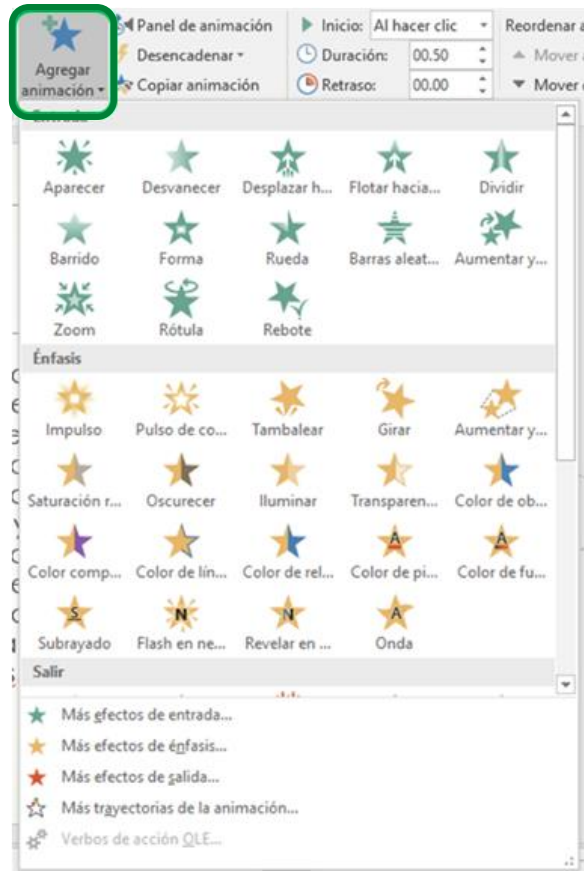 Agregar animación
Panel de animación
Desencadenar
Copiar animación
Inicio: Al hacer clic
Duración: 00.50
Retraso: 00.00
Reordenar
Mover
Mover
Entrada
Aparecer Desvanecer Desplazar h... Flotar hacia... Dividir
Barrido Forma Rueda Barras aleat... Aumentar y...
Zoom Rótula Rebote
Énfasis
Impulso Pulso de co... Tambalear Girar Aumentar y...
Saturación r... Oscurecer Iluminar Transparen... Color de ob...
Color comp... Color de lín... Color de rel... Color de pi... Color de fu...
Subrayado Flash en ne... Revelar en ... Onda
Salir
Más efectos de entrada...
Más efectos de énfasis...
Más efectos de salida...
Más trayectorias de la animación...
Verbos de acción OLE...